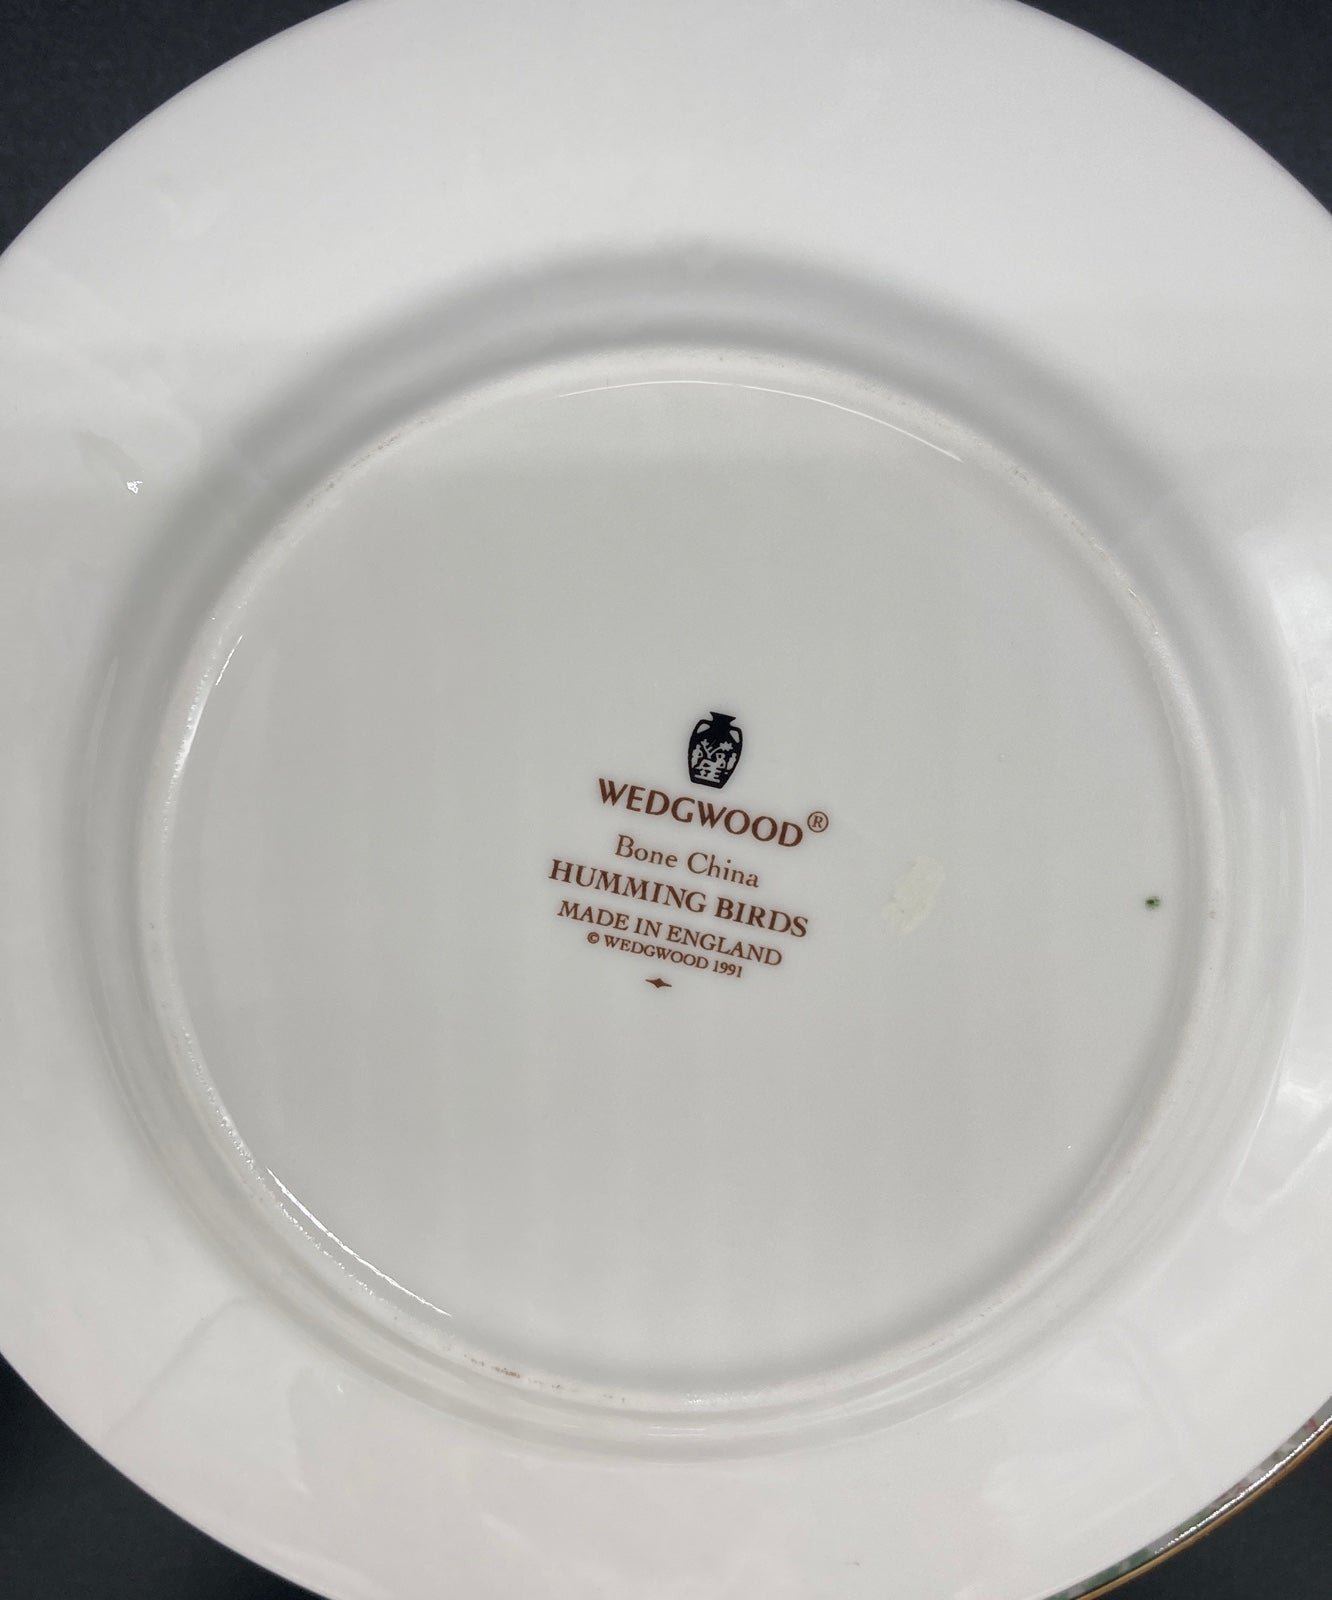 WEDGWOOD®
Bone China
HUMMING BIRDS
MADE IN ENGLAND
© WEDGWOOD 1991